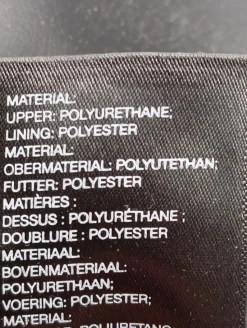 MATERIAL:
UPPER: POLYURETHANE;
LINING: POLYESTER
MATERIAL:
OBERMATERIAL: POLYUTETHAN;
FUTTER: POLYESTER
MATIÈRES :
DESSUS : POLYURÉTHANE ;
DOUBLURE : POLYESTER
MATERIAAL:
BOVENMATERIAAL:
POLYURETHAAN;
VOERING: POLYESTER;
MATERIAL: